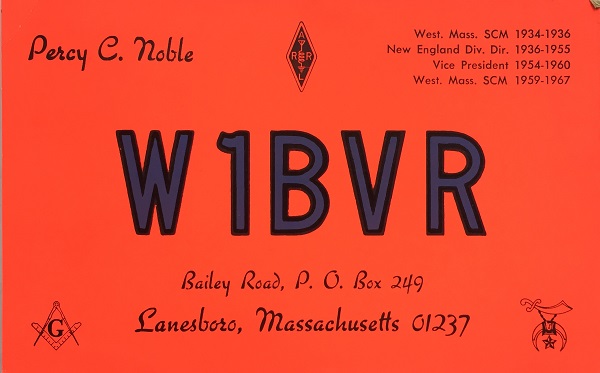 Percy C. Noble
A
R R
L
West. Mass. SCM 1934-1936
New England Div. Dir. 1936-1955
Vice President 1954-1960
West. Mass. SCM 1959-1967
W1BVR
Bailey Road, P. O. Box 249
Lanesboro, Massachusetts 01237
G